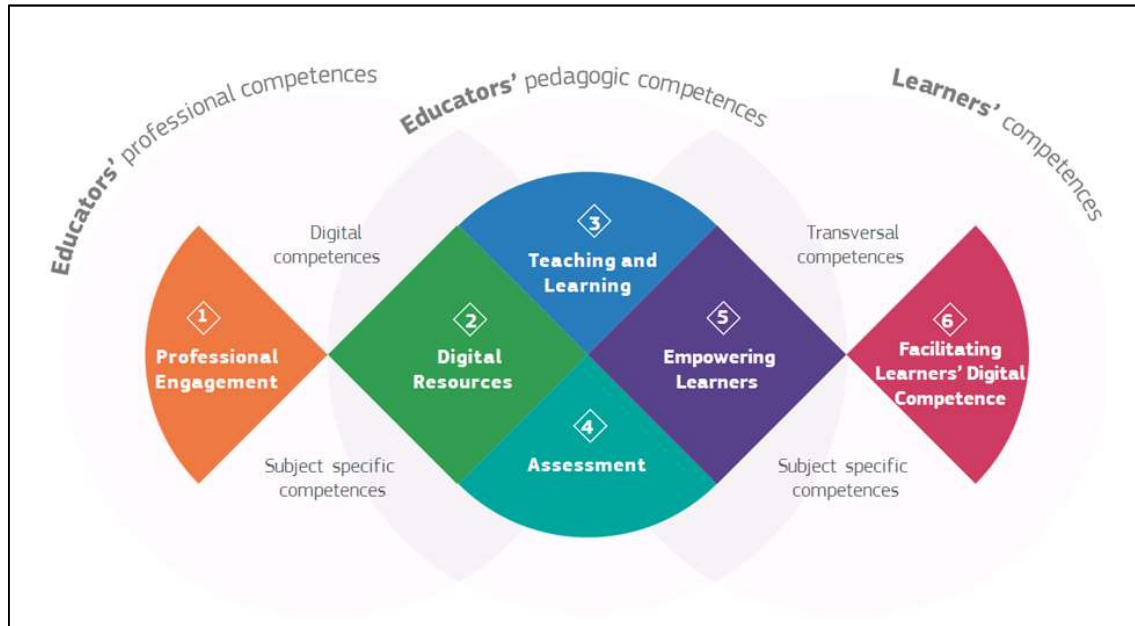 Educators' professional competences
Educators' pedagogic competences
Learners' competences
Digital
competences
Transversal
competences
1
Professional
Engagement
2
Digital
Resources
3
Teaching and
Learning
4
Assessment
5
Empowering
Learners
6
Facilitating
Learners' Digital
Competence
Subject specific
competences
Subject specific
competences